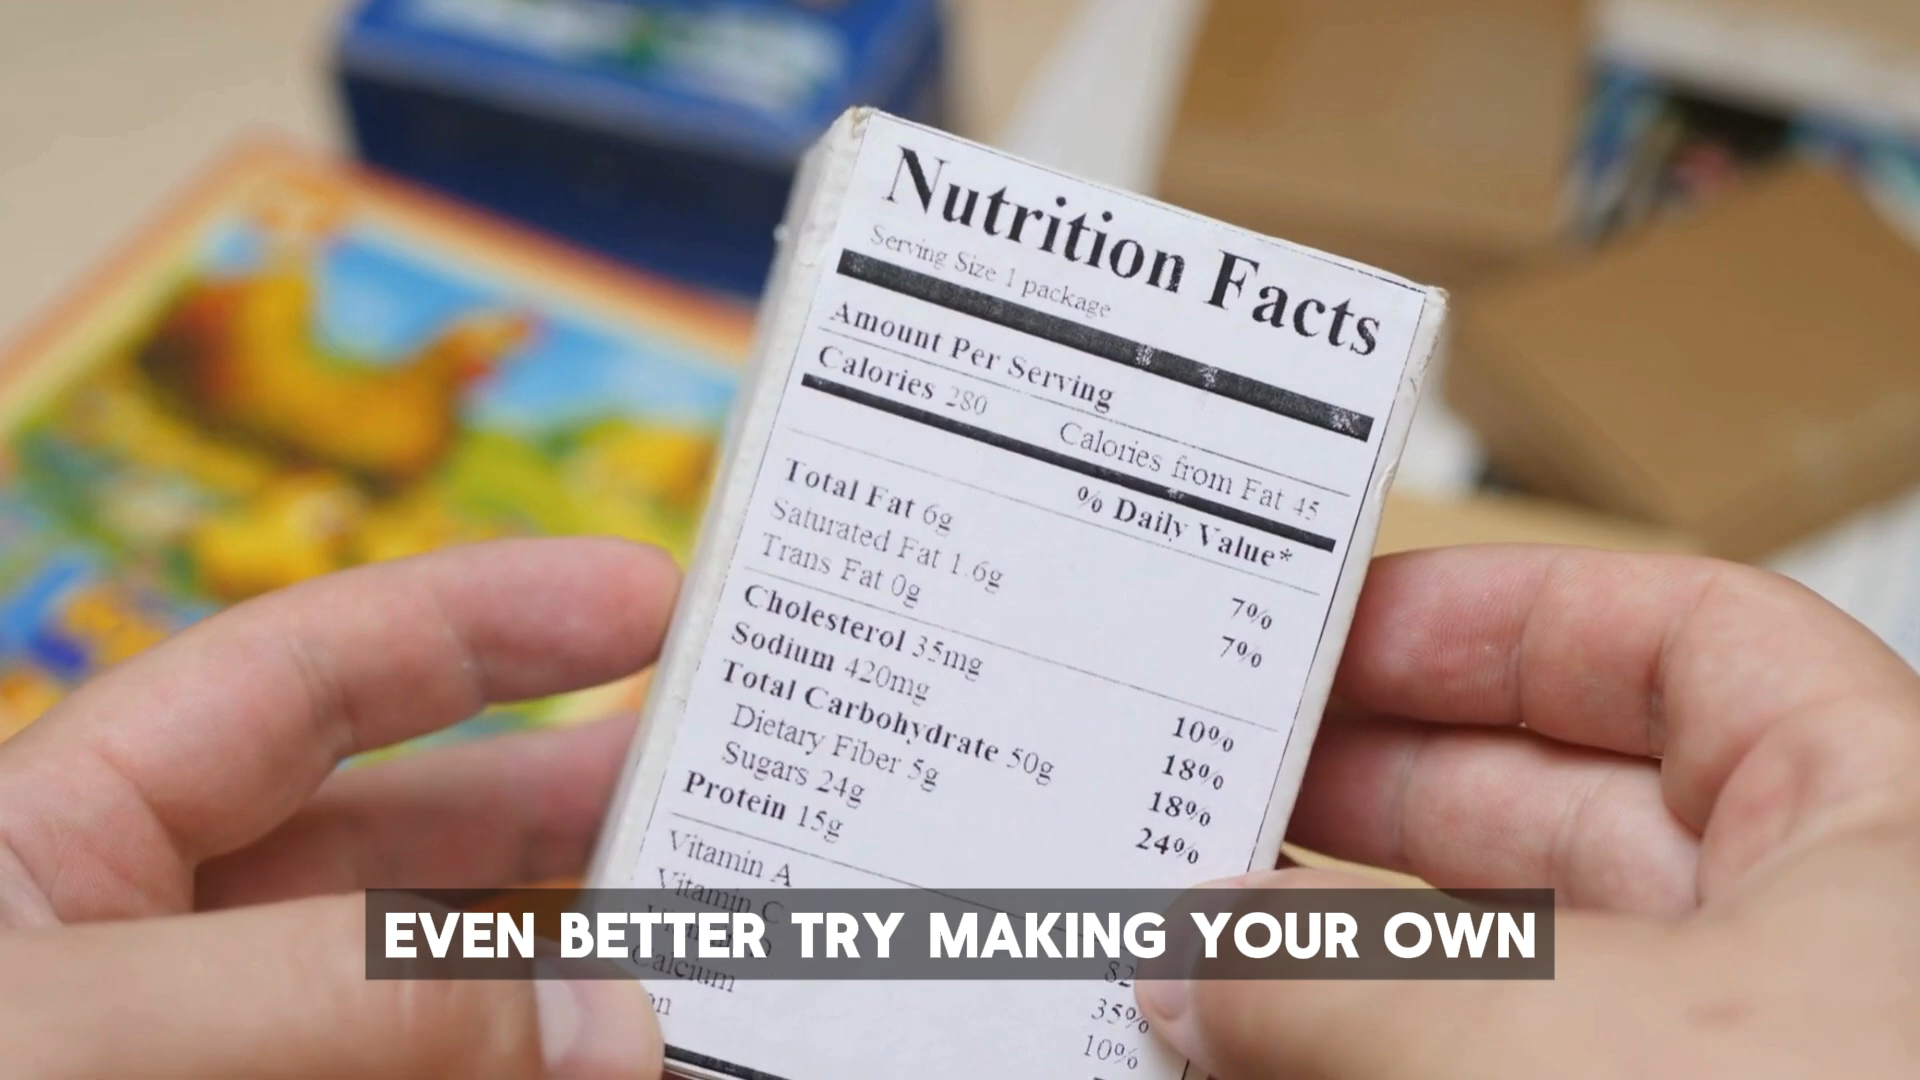 Nutrition Facts
Serving Size 1 package
Amount Per Serving
Calories 280 Calories from Fat 45
% Daily Value*
Total Fat 6g 7%
Saturated Fat 1.6g 7%
Trans Fat 0g
Cholesterol 35mg 10%
Sodium 420mg 18%
Total Carbohydrate 50g 18%
Dietary Fiber 5g 24%
Sugars 24g
Protein 15g
Vitamin A
Vitamin C
EVEN BETTER TRY MAKING YOUR OWN
Calcium 35%
10%